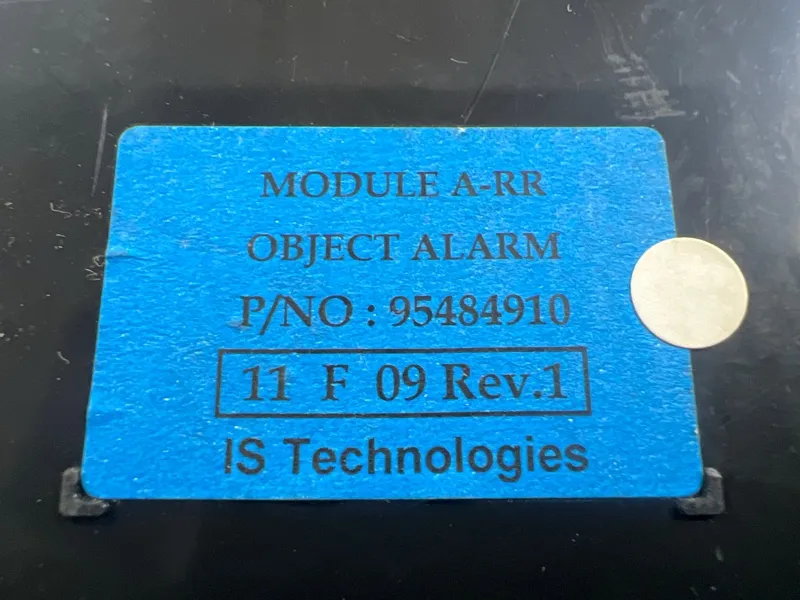 MODULE A-RR
OBJECT ALARM
P/NO : 95484910
11 F 09 Rev.1
IS Technologies